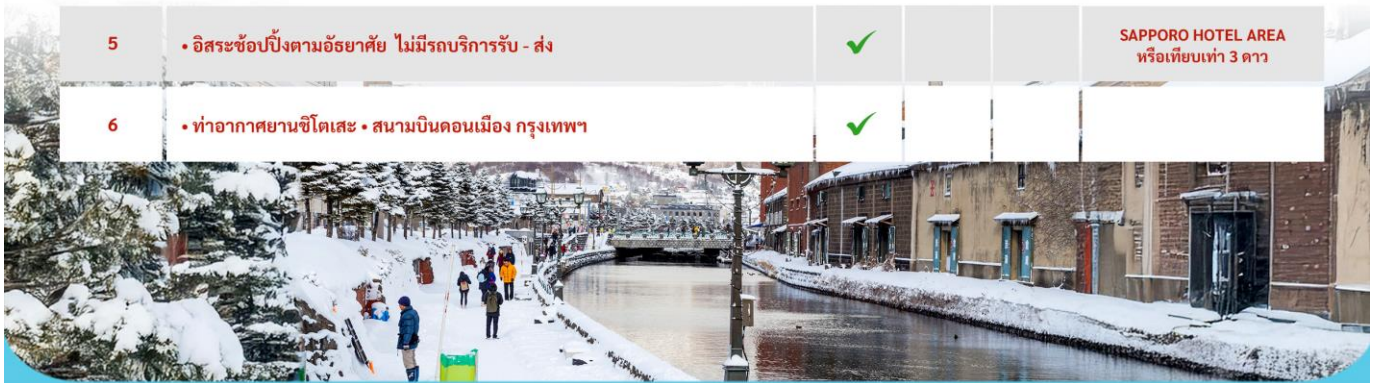 5 • อิสระช้อปปิ้งตามอัธยาศัย ไม่มีรถบริการรับ - ส่ง ✓ SAPPORO HOTEL AREA
หรือเทียบเท่า 3 ดาว
6 • ท่าอากาศยานชิโตเสะ • สนามบินดอนเมือง กรุงเทพฯ ✓